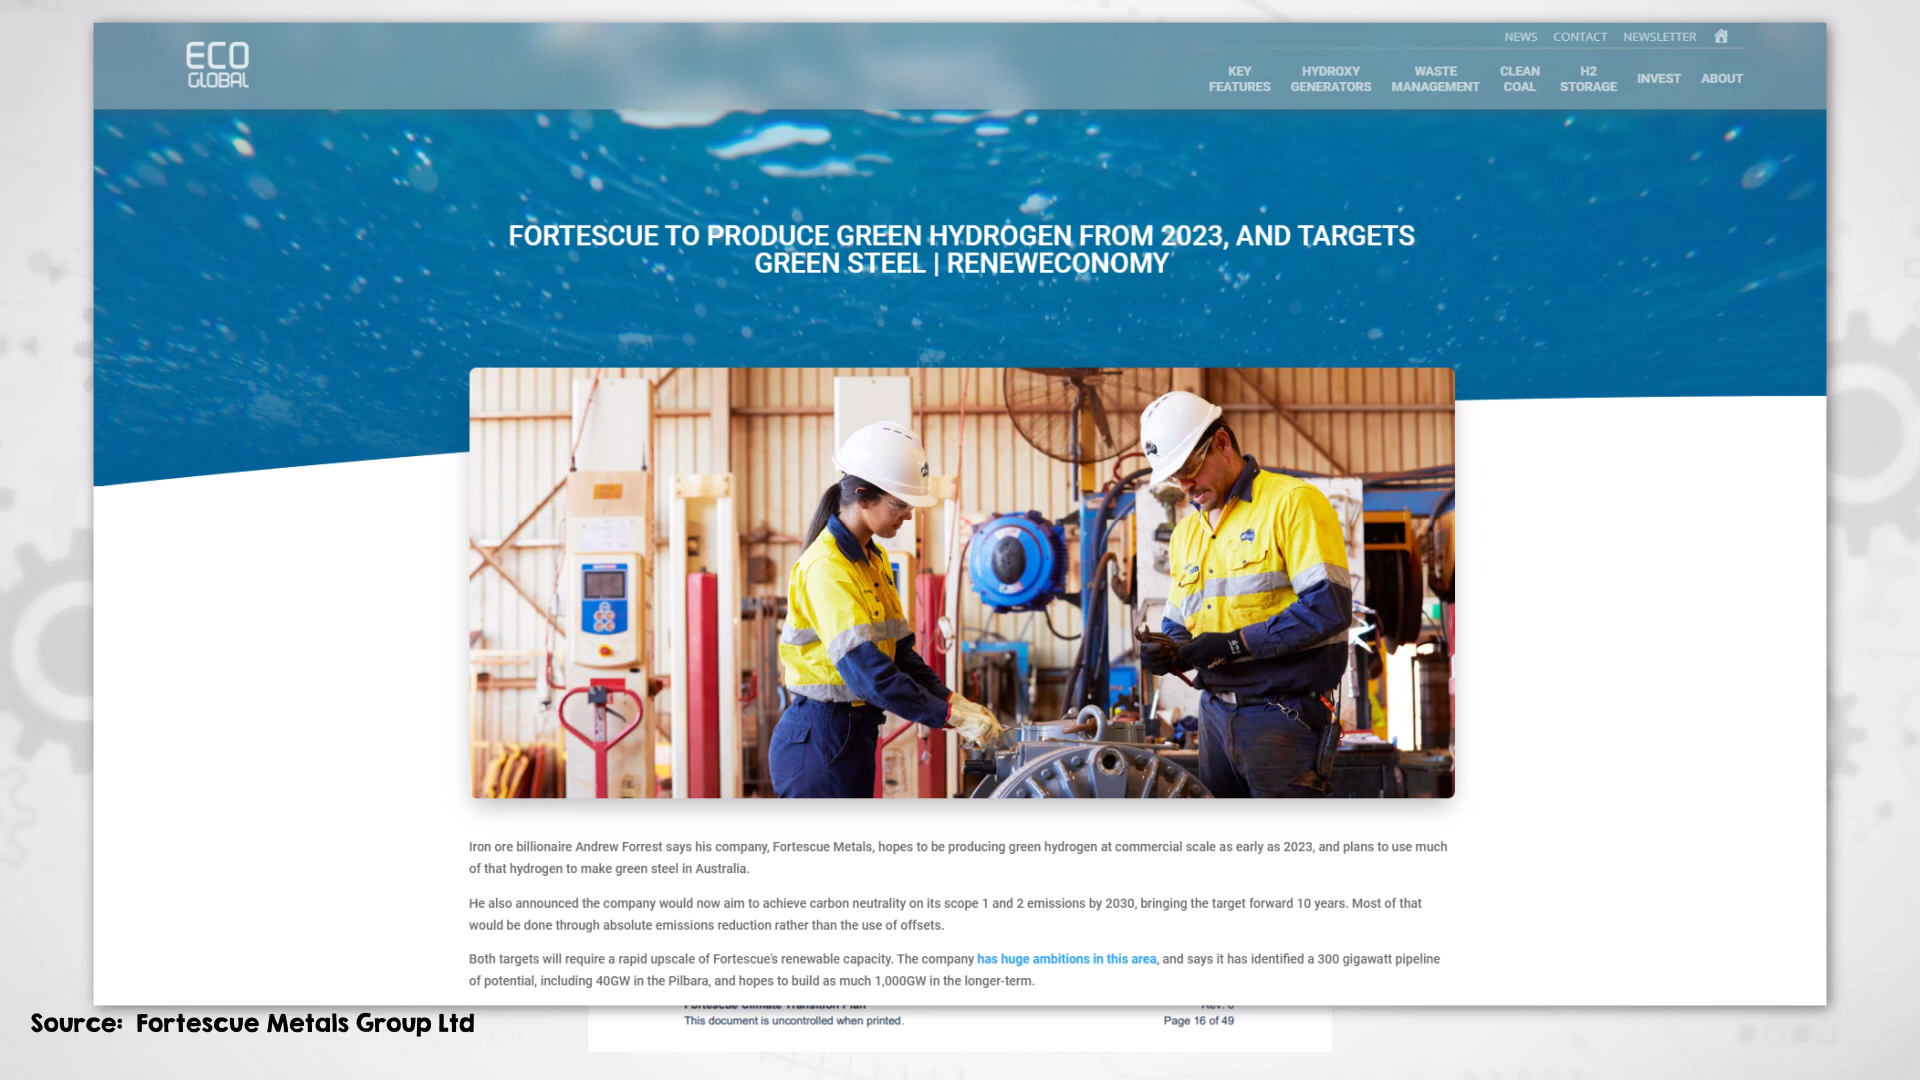 ECO
GLOBAL
NEWS CONTACT NEWSLETTER
KEY FEATURES
HYDROXY GENERATORS
WASTE MANAGEMENT
CLEAN COAL
H2 STORAGE
INVEST
ABOUT
FORTESCUE TO PRODUCE GREEN HYDROGEN FROM 2023, AND TARGETS
GREEN STEEL | RENEWECONOMY
Iron ore billionaire Andrew Forrest says his company, Fortescue Metals, hopes to be producing green hydrogen at commercial scale as early as 2023, and plans to use much
of that hydrogen to make green steel in Australia.
He also announced the company would now aim to achieve carbon neutrality on its scope 1 and 2 emissions by 2030, bringing the target forward 10 years. Most of that
would be done through absolute emissions reduction rather than the use of offsets.
Both targets will require a rapid upscale of Fortescue's renewable capacity. The company has huge ambitions in this area, and says it has identified a 300 gigawatt pipeline
of potential, including 40GW in the Pilbara, and hopes to build as much 1,000GW in the longer-term.
Fortescue Climate Transition Plan
This document is uncontrolled when printed.
Page 16 of 49
Source: Fortescue Metals Group Ltd